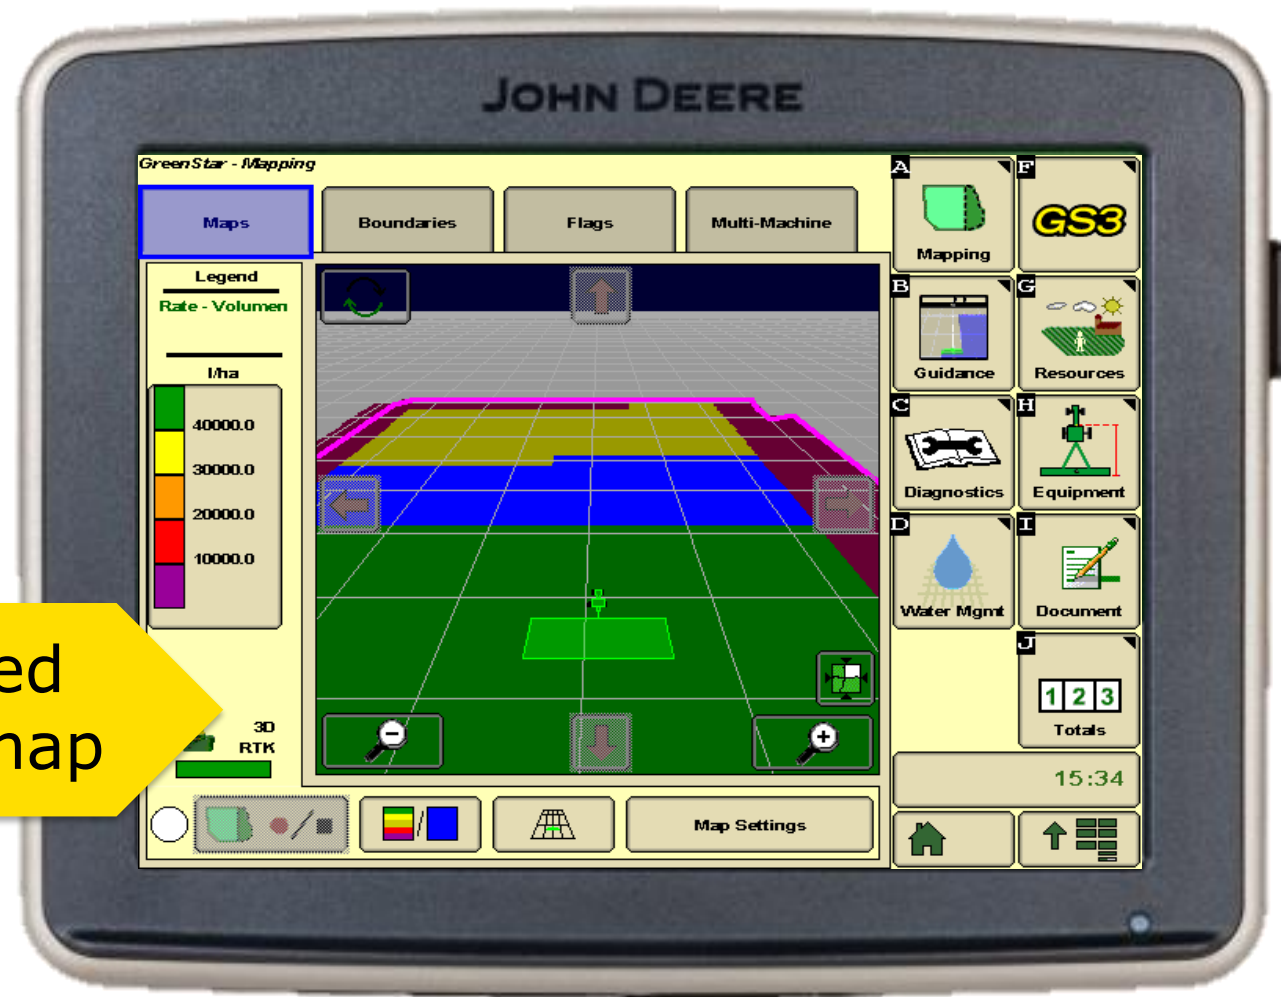 JOHN DEERE
GreenStar - Mapping
Maps
Boundaries
Flags
Multi-Machine
Legend
Rate - Volumen
l/ha
40000.0
30000.0
20000.0
10000.0
ed
map
3D
RTK
Map Settings
A
Mapping
F
GS3
B
Guidance
G
Resources
C
Diagnostics
H
Equipment
D
Water Mgmt
I
Document
J
1 2 3
Totals
15:34